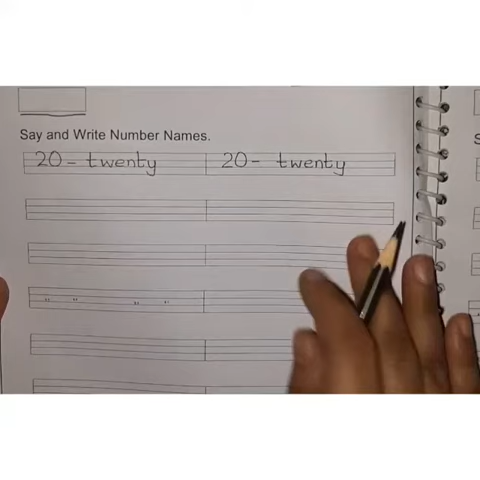 Say and Write Number Names.
20 - twenty 20 - twenty
" " " "